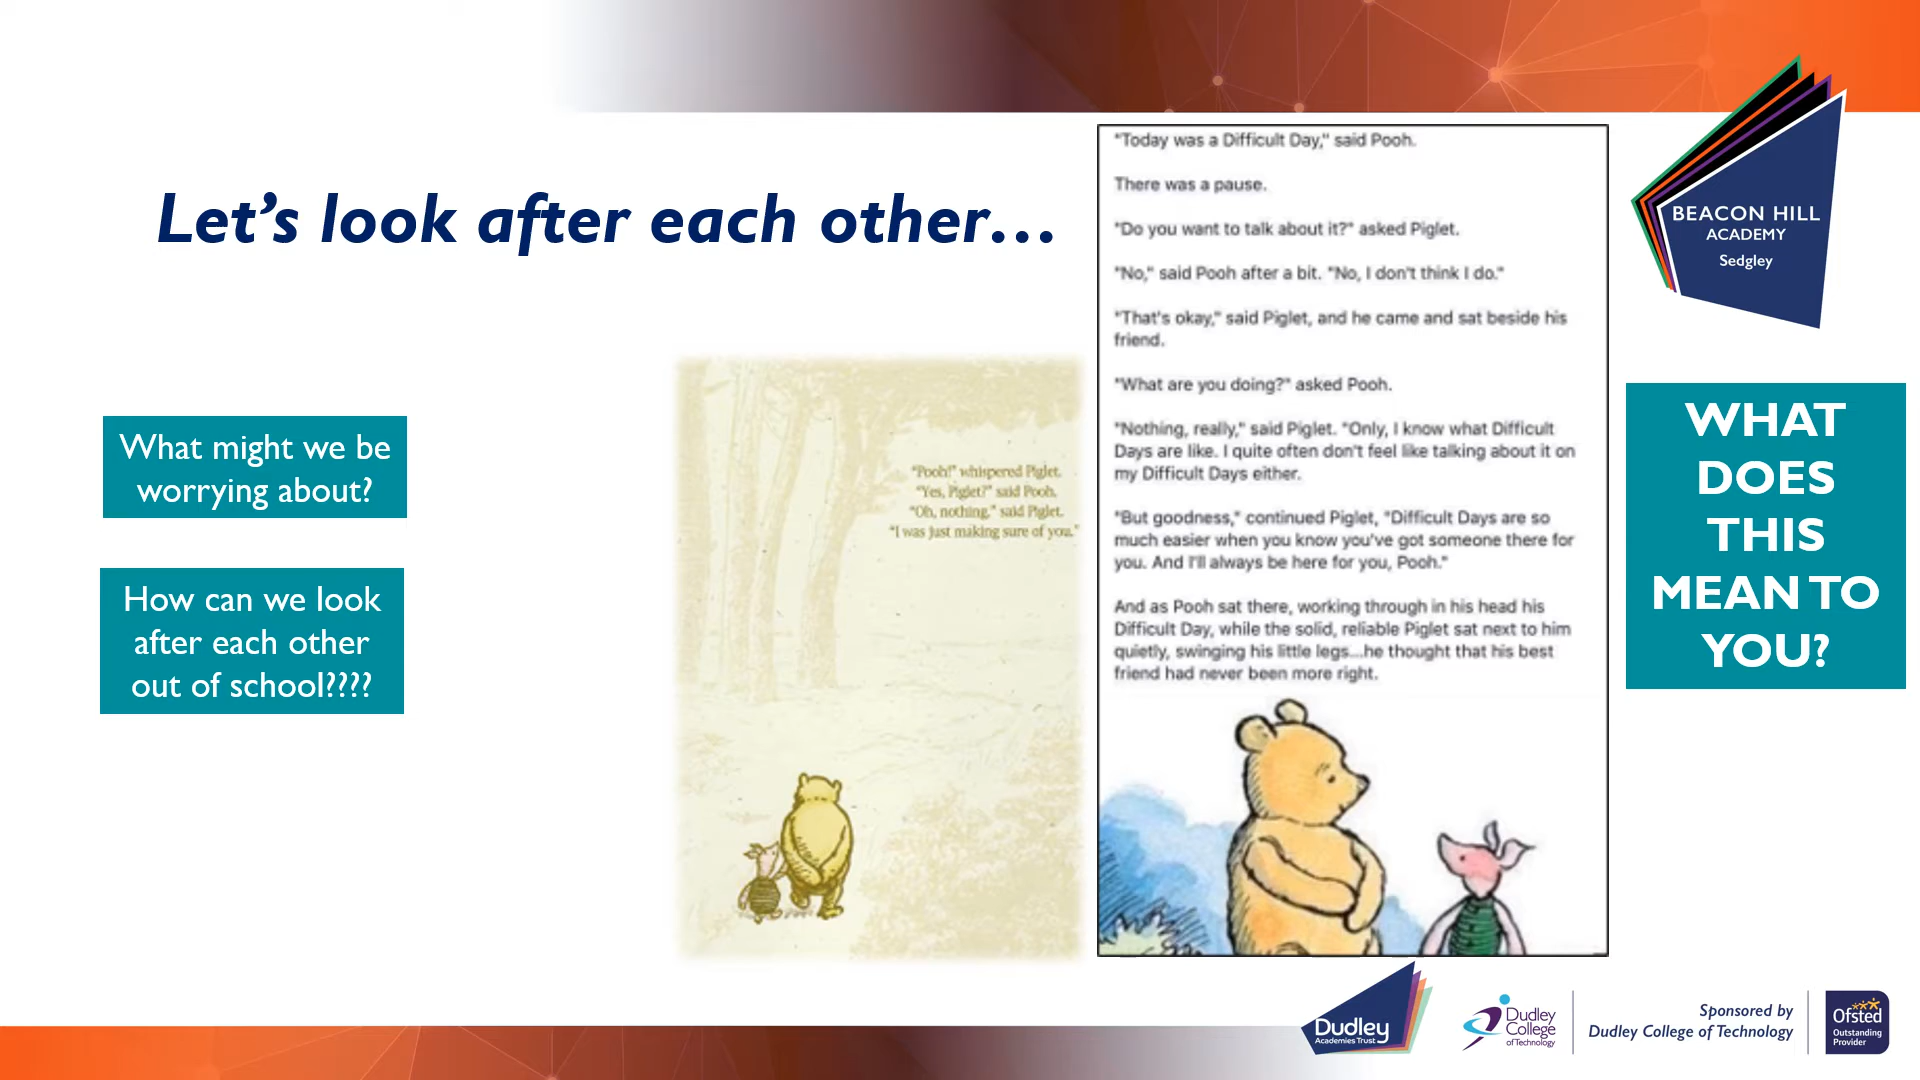 Let's look after each other…
What might we be
worrying about?
How can we look
after each other
out of school????
"Pooh!" whispered Piglet.
"Yes, Piglet?" said Pooh.
"Oh, nothing," said Piglet.
"I was just making sure of you."
"Today was a Difficult Day," said Pooh.
There was a pause.
"Do you want to talk about it?" asked Piglet.
"No," said Pooh after a bit. "No, I don't think I do."
"That's okay," said Piglet, and he came and sat beside his
friend.
"What are you doing?" asked Pooh.
"Nothing, really," said Piglet. "Only, I know what Difficult
Days are like. I quite often don't feel like talking about it on
my Difficult Days either.
"But goodness," continued Piglet, "Difficult Days are so
much easier when you know you've got someone there for
you. And I'll always be here for you, Pooh."
And as Pooh sat there, working through in his head his
Difficult Day, while the solid, reliable Piglet sat next to him
quietly, swinging his little legs...he thought that his best
friend had never been more right.
BEACON HILL
ACADEMY
Sedgley
WHAT
DOES
THIS
MEAN TO
YOU?
Dudley
Academies Trust
Dudley
College
of Technology
Sponsored by
Dudley College of Technology
Ofsted
Outstanding
Provider